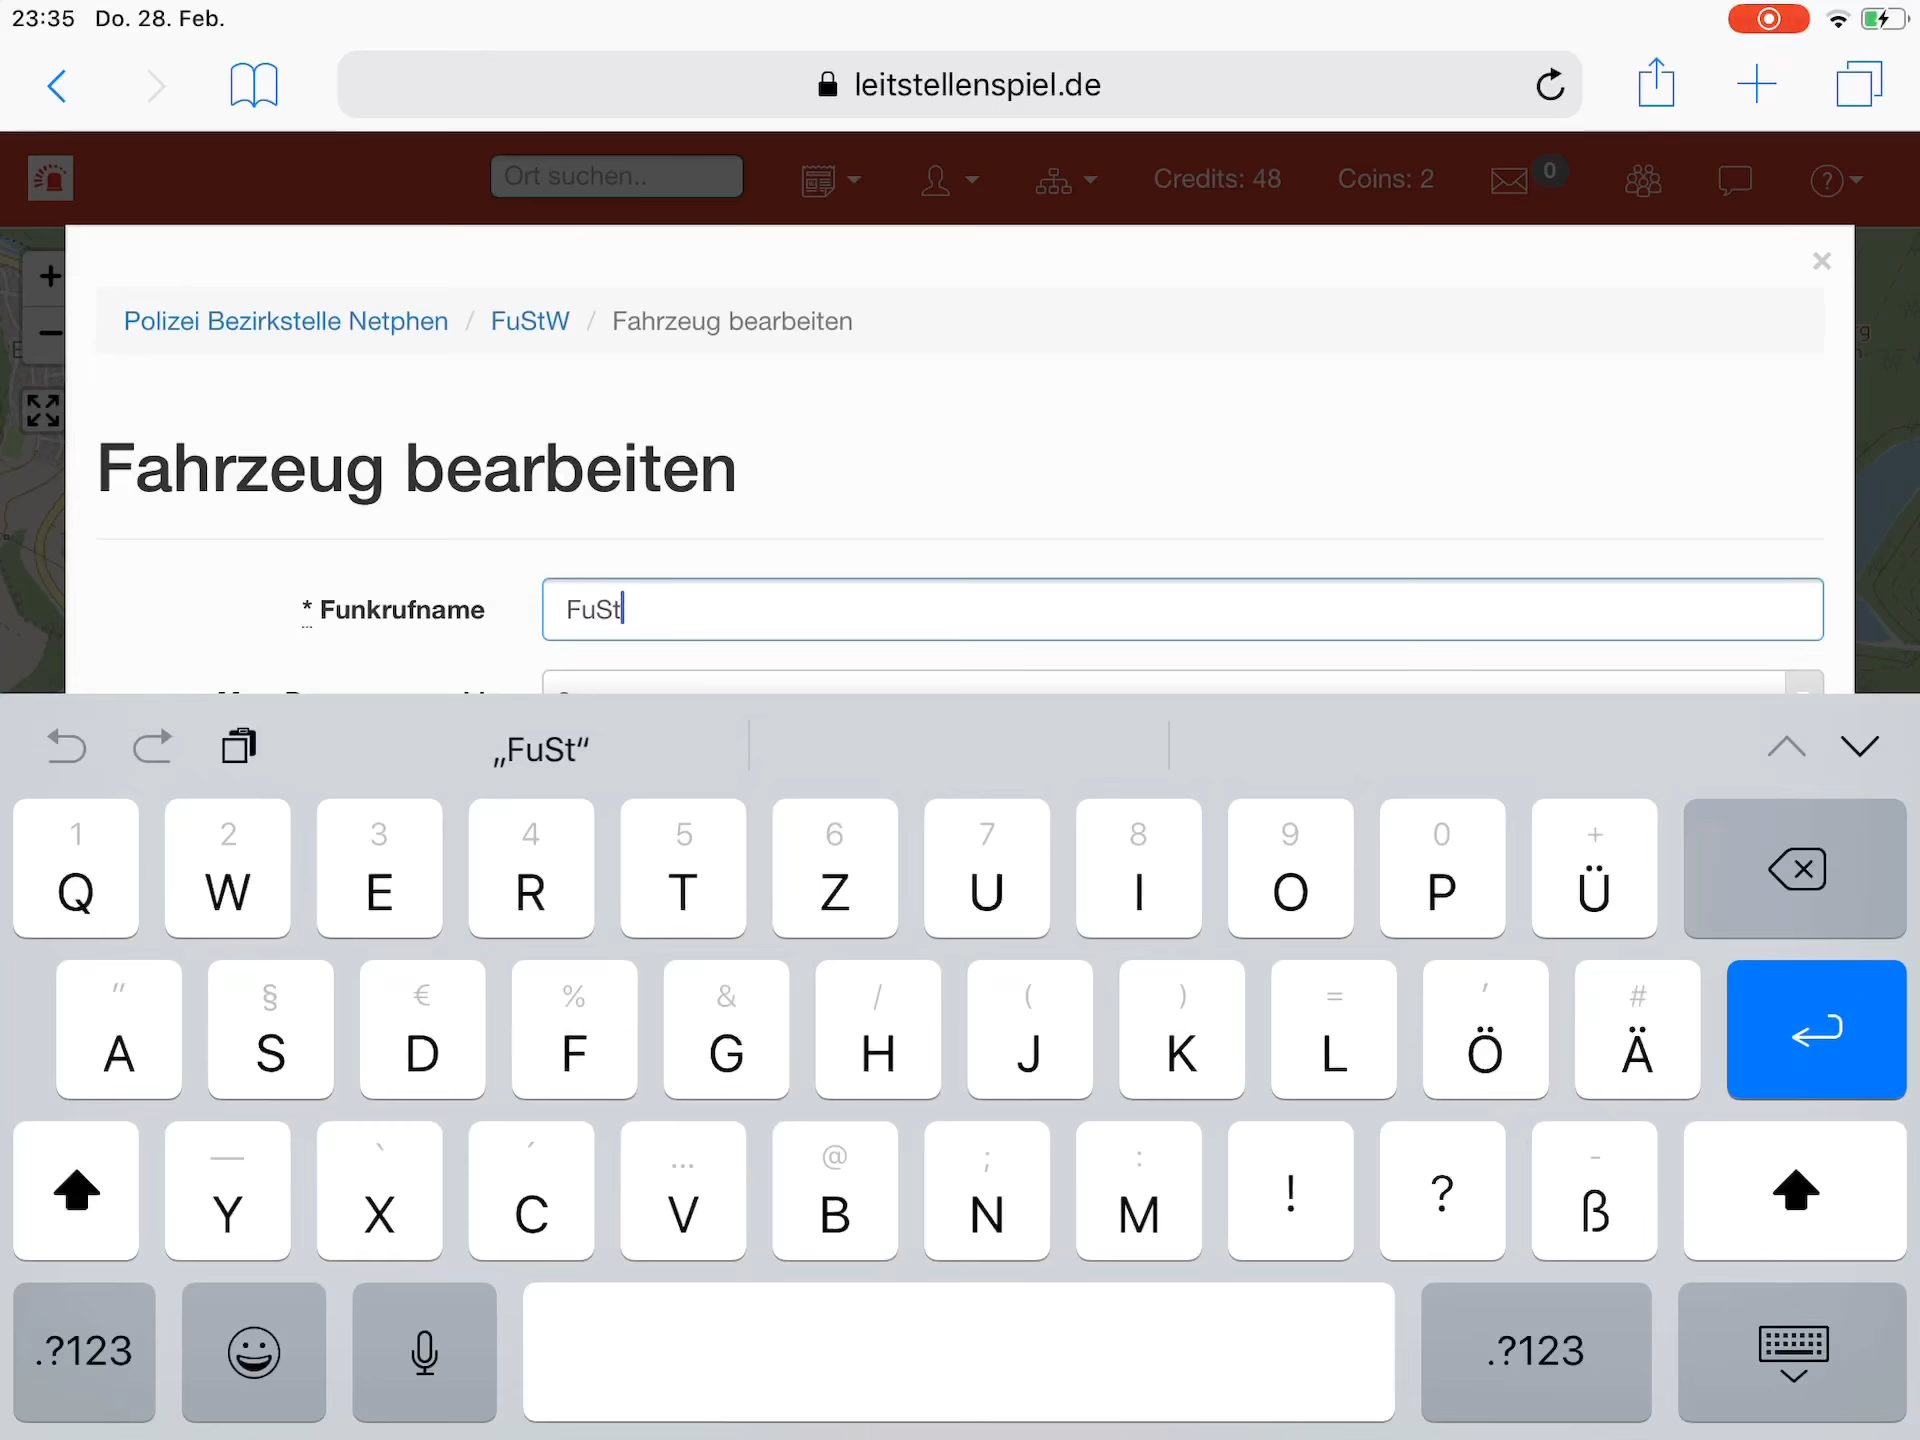 23:35 Do. 28. Feb.
leitstellenspiel.de
Ort suchen..
Credits: 48
Coins: 2
0
?
Polizei Bezirkstelle Netphen / FuStW / Fahrzeug bearbeiten
×
Fahrzeug bearbeiten
* Funkrufname
FuSt
„FuSt“
1 2 3 4 5 6 7 8 9 0 +
Q W E R T Z U I O P Ü
" § € % & / ( ) = ' #
A S D F G H J K L Ö Ä
— ` ´ ... @ ; : -
Y X C V B N M ! ? ß
.?123 .?123